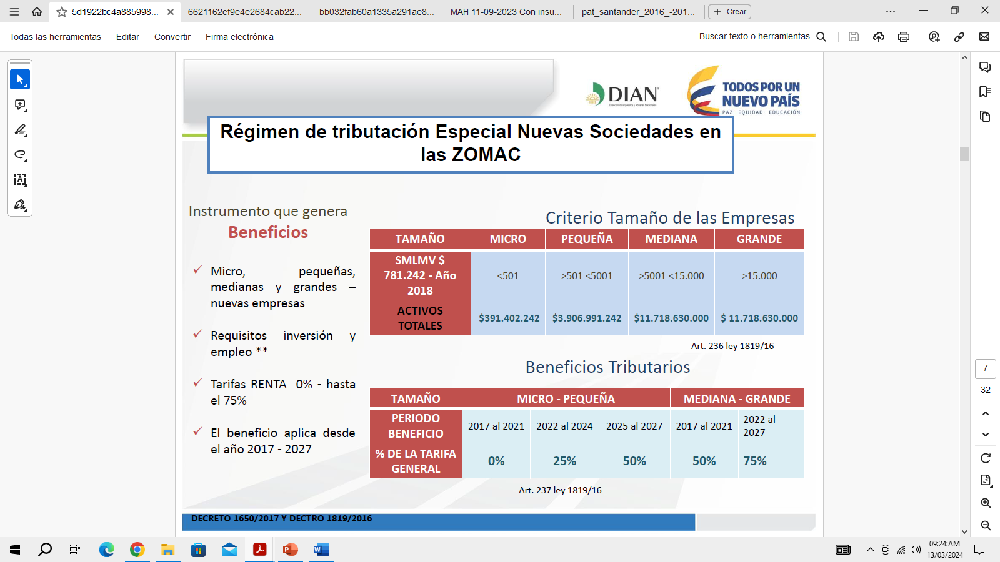 5d1922bc4a885998...
6621162ef9e4e2684cab22...
bb032fab60a1335a291ae8...
MAH 11-09-2023 Con insu...
pat_santander_2016_-201...
+ Crear
Todas las herramientas
Editar
Convertir
Firma electrónica
Buscar texto o herramientas
DIAN
Dirección de Impuestos y Aduanas Nacionales
TODOS POR UN
NUEVO PAÍS
PAZ EQUIDAD EDUCACIÓN
Régimen de tributación Especial Nuevas Sociedades en
las ZOMAC
Instrumento que genera
Beneficios
Micro, pequeñas,
medianas y grandes –
nuevas empresas
Requisitos inversión y
empleo **
Tarifas RENTA 0% - hasta
el 75%
El beneficio aplica desde
el año 2017 - 2027
Criterio Tamaño de las Empresas
TAMAÑO MICRO PEQUEÑA MEDIANA GRANDE
SMLMV $
781.242 - Año
2018
<501 >501 <5001 >5001 <15.000 >15.000
ACTIVOS
TOTALES
$391.402.242 $3.906.991.242 $11.718.630.000 $ 11.718.630.000
Art. 236 ley 1819/16
Beneficios Tributarios
TAMAÑO MICRO - PEQUEÑA MEDIANA - GRANDE
PERIODO
BENEFICIO
2017 al 2021 2022 al 2024 2025 al 2027 2017 al 2021 2022 al
2027
% DE LA TARIFA
GENERAL
0% 25% 50% 50% 75%
Art. 237 ley 1819/16
DECRETO 1650/2017 Y DECTRO 1819/2016
7
32
09:24 AM
13/03/2024